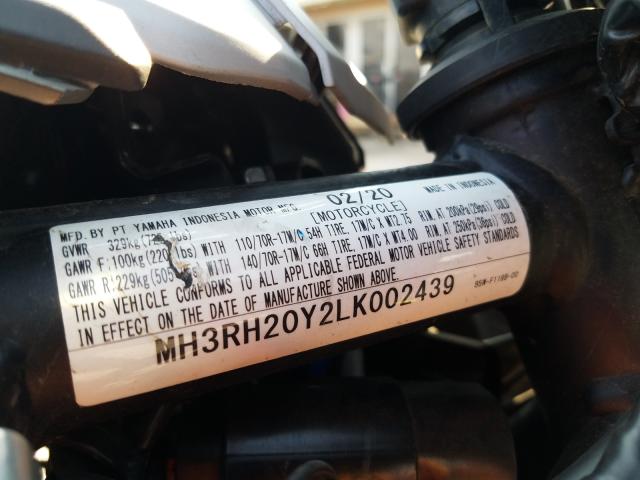 MFD. BY PT YAMAHA INDONESIA MOTOR MFG. 02/20 MADE IN INDONESIA
GVWR 329kg [MOTORCYCLE]
GAWR F:100kg (220 lbs) WITH 110/70R-17M/C 54H TIRE, 17M/C X MT2.75 RIM, AT 200kPa (29psi) COLD
GAWR R:229kg WITH 140/70R-17M/C 66H TIRE, 17M/C X MT4.00 RIM, AT 250kPa (36psi) COLD
THIS VEHICLE CONFORMS TO ALL APPLICABLE FEDERAL MOTOR VEHICLE SAFETY STANDARDS
IN EFFECT ON THE DATE OF MANUFACTURE SHOWN ABOVE.
MH3RH20Y2LK002439